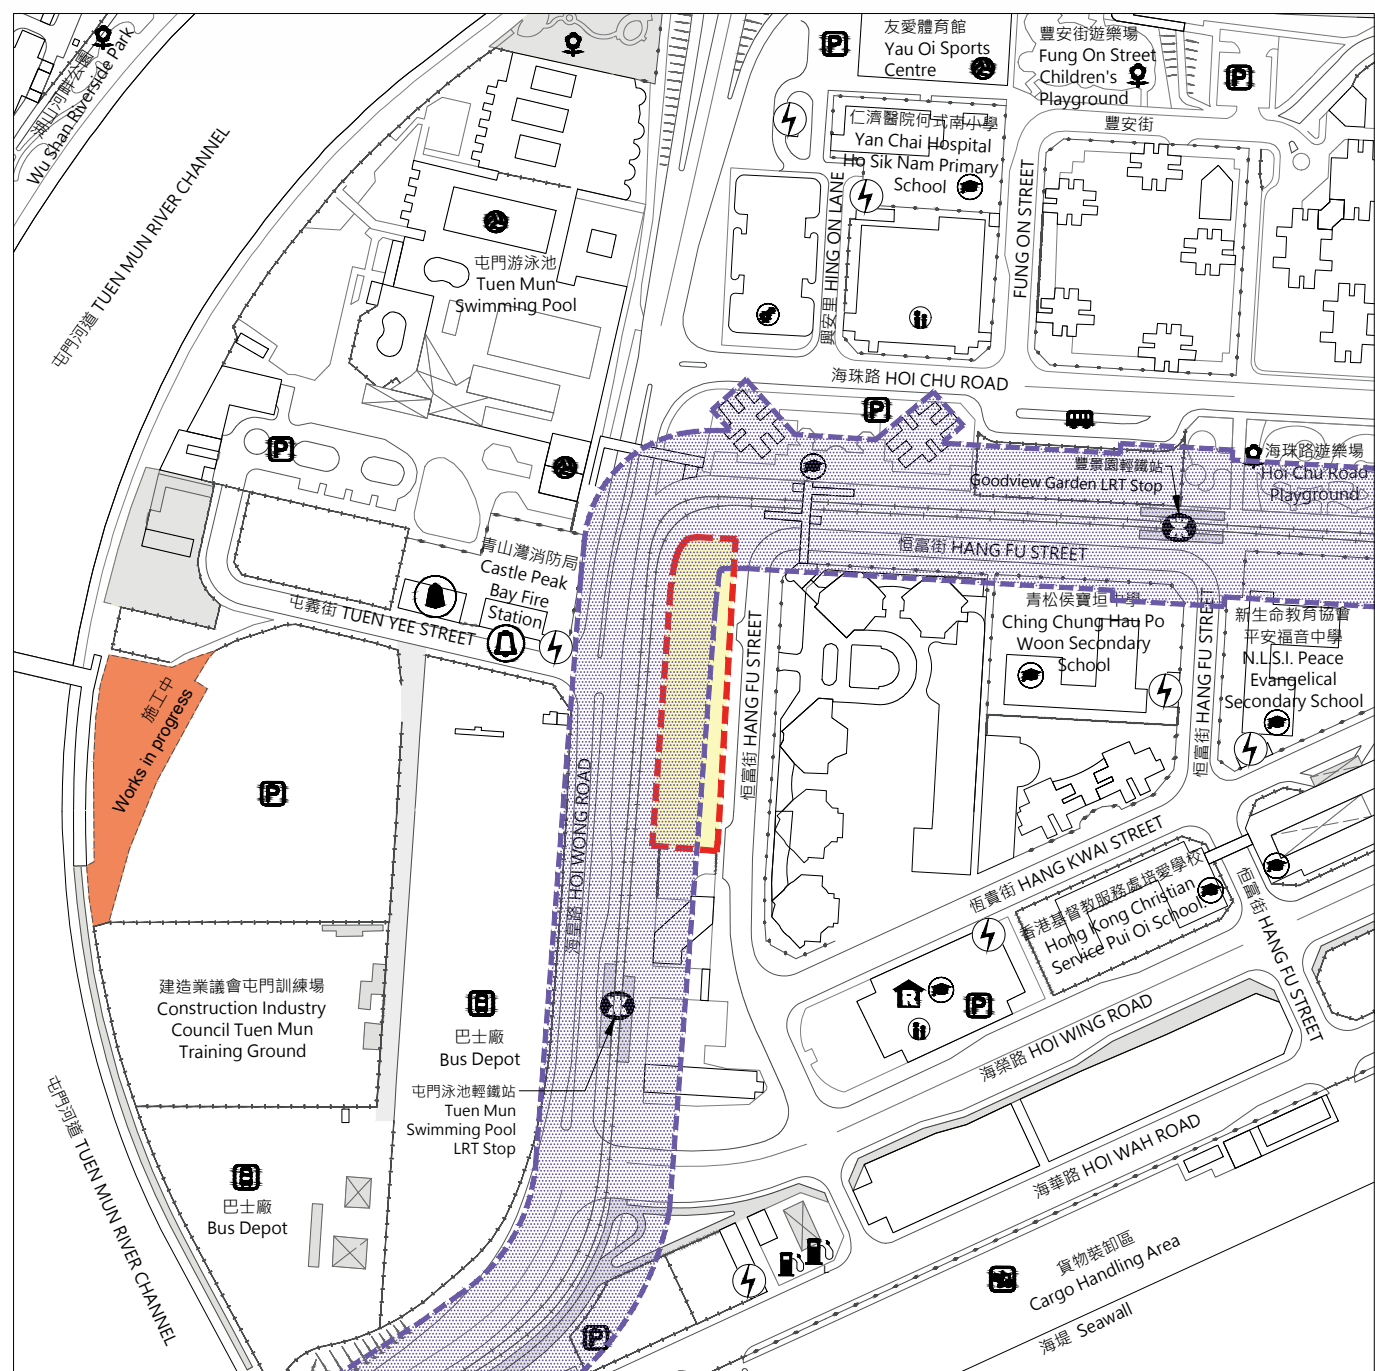 湖山河畔公園
Wu Shan Riverside Park
屯門河道 TUEN MUN RIVER CHANNEL
友愛體育館
Yau Oi Sports
Centre
豐安街遊樂場
Fung On Street
Children's
Playground
豐安街
仁濟醫院何式南小學
Yan Chai Hospital
Ho Sik Nam Primary
School
興安里 HING ON LANE
FUNG ON STREET
屯門游泳池
Tuen Mun
Swimming Pool
海珠路 HOI CHU ROAD
海珠路遊樂場
Hoi Chu Road
Playground
豐景園輕鐵站
Goodview Garden LRT Stop
恒富街 HANG FU STREET
青山灣消防局
Castle Peak
Bay Fire
Station
屯義街 TUEN YEE STREET
青松侯寶垣中學
Ching Chung Hau Po
Woon Secondary
School
新生命教育協會
平安福音中學
N.L.S.I. Peace
Evangelical
Secondary School
恒富街 HANG FU STREET
恒富街 HANG FU STREET
施工中
Works in progress
海皇路 HOI WONG ROAD
恆貴街 HANG KWAI STREET
香港基督教服務處培愛學校
Hong Kong Christian
Service Pui Oi School
恒富街 HANG FU STREET
建造業議會屯門訓練場
Construction Industry
Council Tuen Mun
Training Ground
巴士廠
Bus Depot
屯門泳池輕鐵站
Tuen Mun
Swimming Pool
LRT Stop
海榮路 HOI WING ROAD
海華路 HOI WAH ROAD
屯門河道 TUEN MUN RIVER CHANNEL
巴士廠
Bus Depot
貨物裝卸區
Cargo Handling Area
海堤 Seawall
P
P
P
P
P
P
P
R